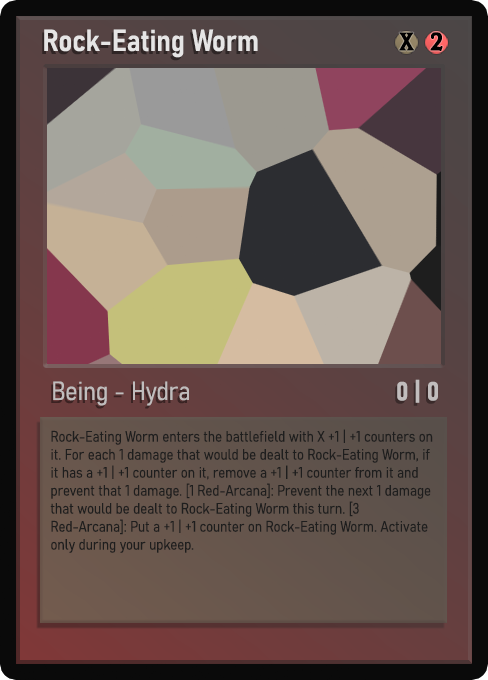 Rock-Eating Worm X 2
Being - Hydra 0|0
Rock-Eating Worm enters the battlefield with X +1 | +1 counters on
it. For each 1 damage that would be dealt to Rock-Eating Worm, if
it has a +1 | +1 counter on it, remove a +1 | +1 counter from it and
prevent that 1 damage. [1 Red-Arcana]: Prevent the next 1 damage
that would be dealt to Rock-Eating Worm this turn. [3
Red-Arcana]: Put a +1 | +1 counter on Rock-Eating Worm. Activate
only during your upkeep.